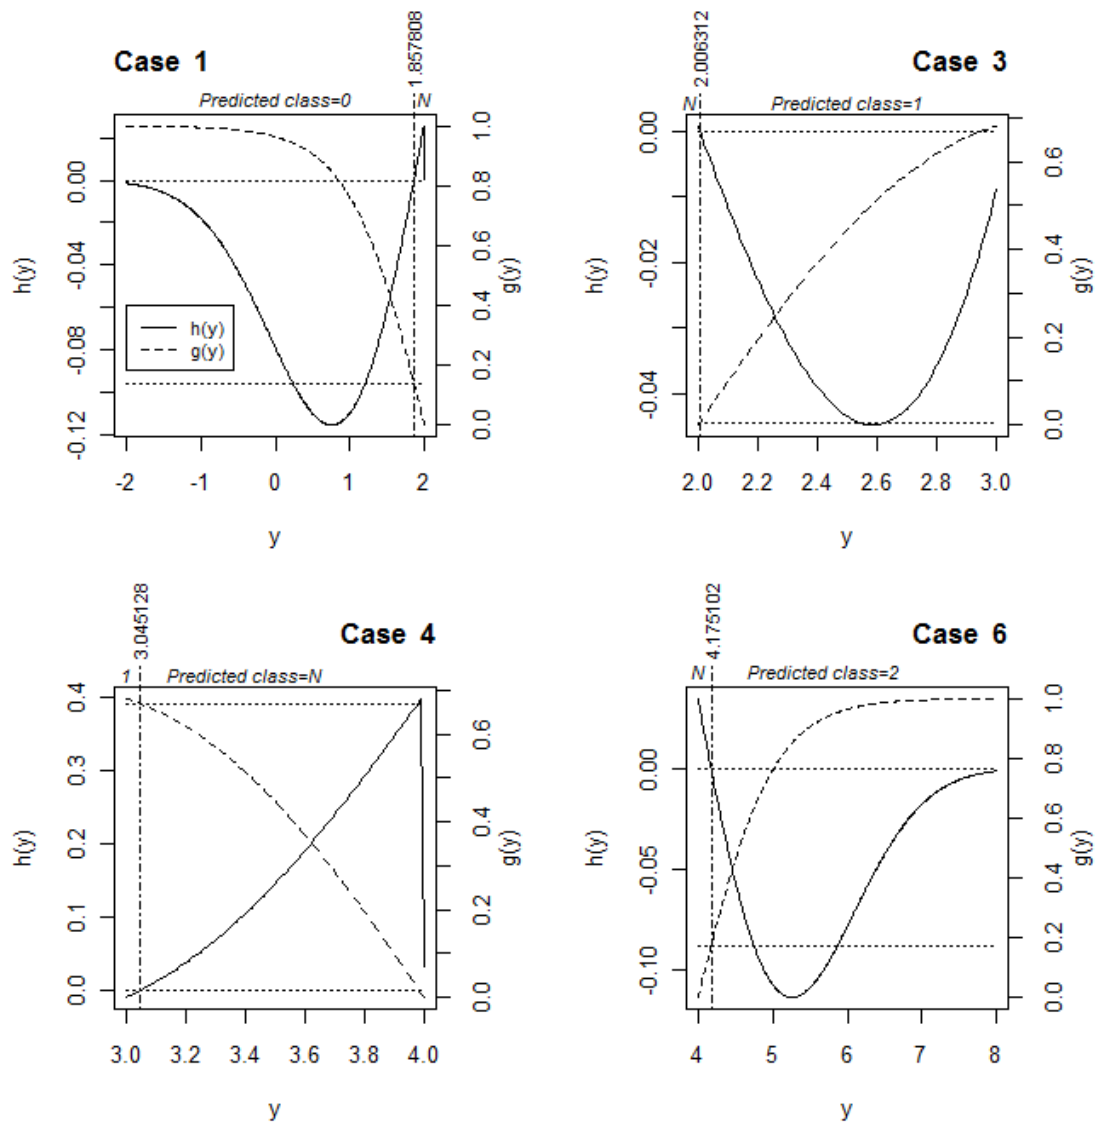 Case 1
1.857808
Predicted class=0
N
h(y)
0.00
-0.04
-0.08
-0.12
1.0
0.8
0.6
0.4
0.2
0.0
g(y)
h(y)
g(y)
-2 -1 0 1 2
y
2.006312
Case 3
N
Predicted class=1
h(y)
0.00
-0.02
-0.04
0.6
0.4
0.2
0.0
g(y)
2.0 2.2 2.4 2.6 2.8 3.0
y
3.045128
Case 4
1
Predicted class=N
h(y)
0.4
0.3
0.2
0.1
0.0
0.6
0.4
0.2
0.0
g(y)
3.0 3.2 3.4 3.6 3.8 4.0
y
4.175102
Case 6
N
Predicted class=2
h(y)
0.00
-0.05
-0.10
1.0
0.8
0.6
0.4
0.2
0.0
g(y)
4 5 6 7 8
y